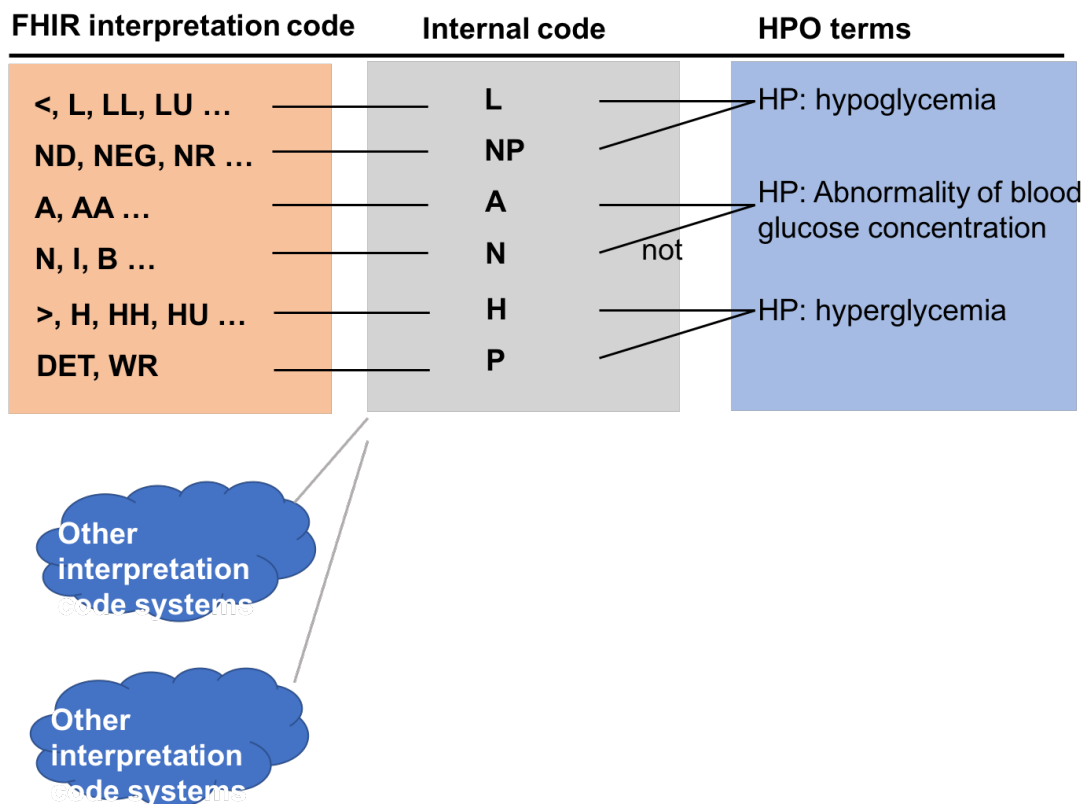 FHIR interpretation code Internal code HPO terms
<, L, LL, LU … L HP: hypoglycemia
ND, NEG, NR … NP
A, AA … A HP: Abnormality of blood
glucose concentration
N, I, B … N not
>, H, HH, HU … H HP: hyperglycemia
DET, WR P
Other
interpretation
code systems
Other
interpretation
code systems